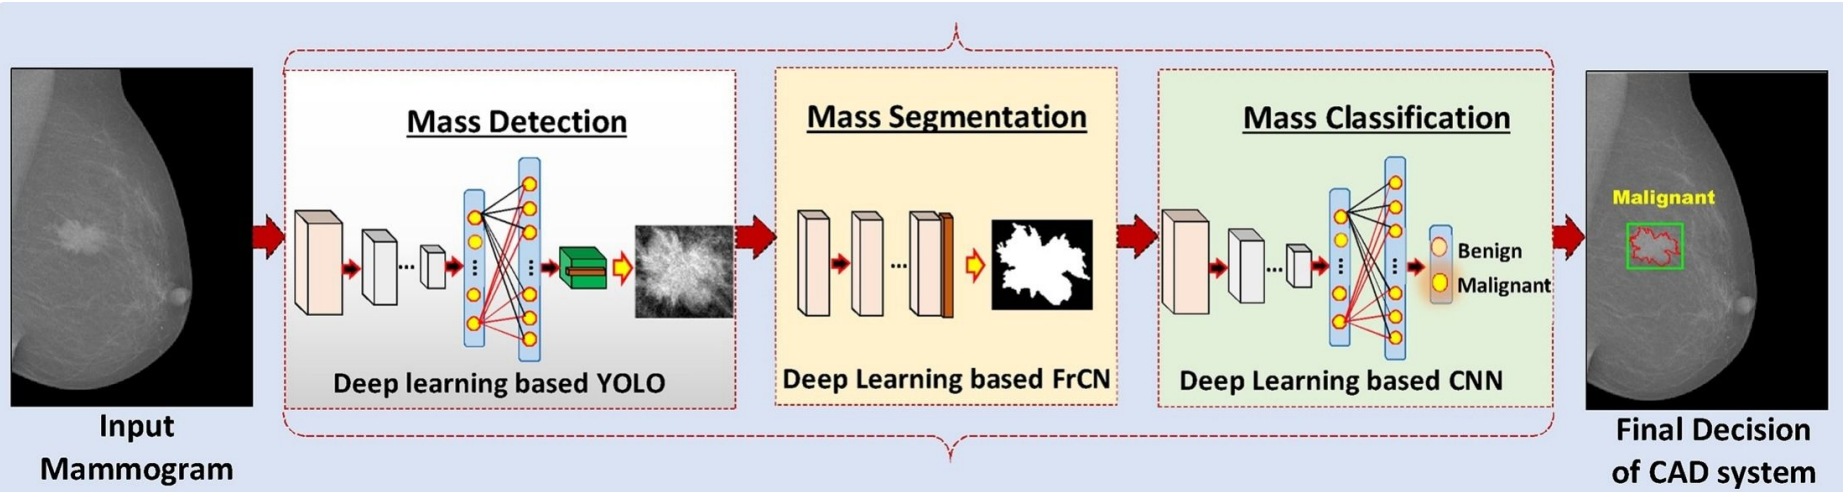 Input
Mammogram
Mass Detection
Deep learning based YOLO
Mass Segmentation
Deep Learning based FrCN
Mass Classification
Benign
Malignant
Deep Learning based CNN
Malignant
Final Decision
of CAD system